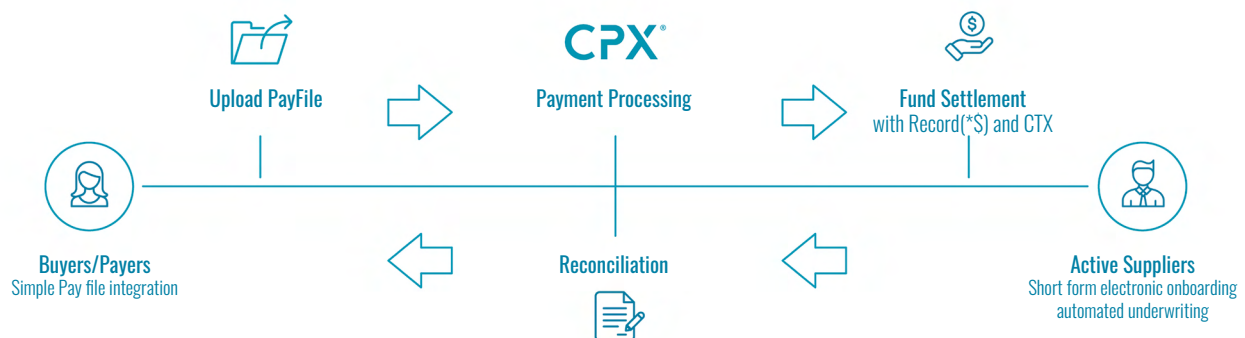 CPX®
Upload PayFile
Payment Processing
Fund Settlement
with Record(*$) and CTX
Buyers/Payers
Simple Pay file integration
Reconciliation
Active Suppliers
Short form electronic onboarding
automated underwriting